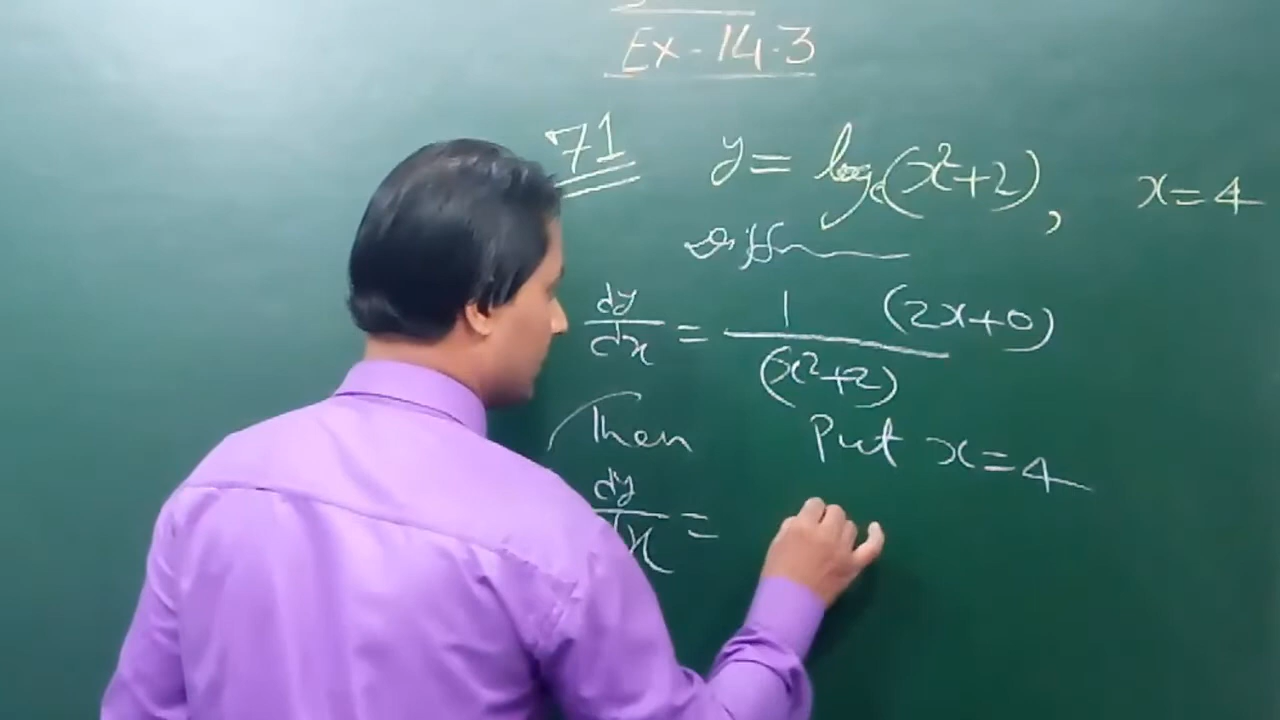 Ex-14.3
71 y = logₑ(x²+2), x=4
Diff
dy/dx = 1/(x²+2) (2x+0)
Then Put x=4
dy/dx =